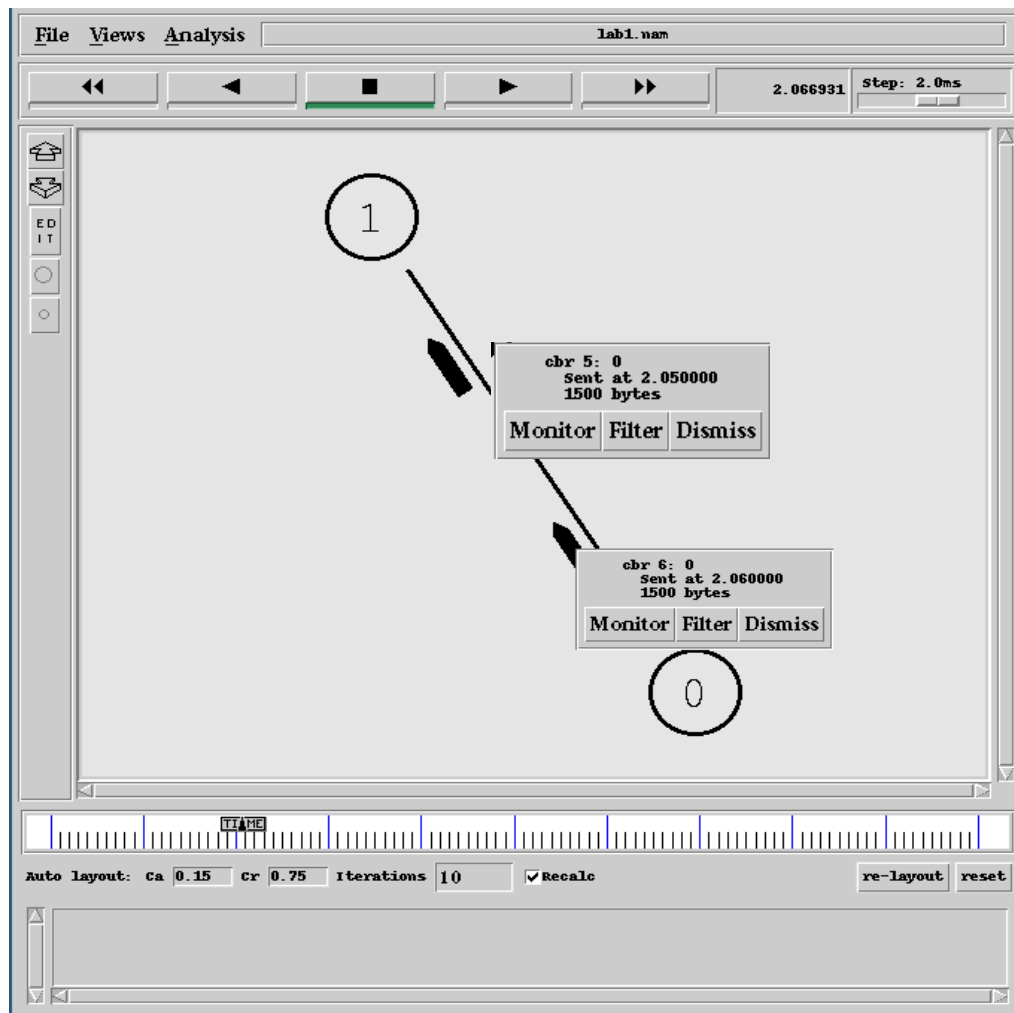 File Views Analysis lab1.nam
2.066931 Step: 2.0ms
ED
IT
1
cbr 5: 0
Sent at 2.050000
1500 bytes
Monitor Filter Dismiss
cbr 6: 0
Sent at 2.060000
1500 bytes
Monitor Filter Dismiss
0
TIME
Auto layout: Ca 0.15 Cr 0.75 Iterations 10 Recalc re-layout reset